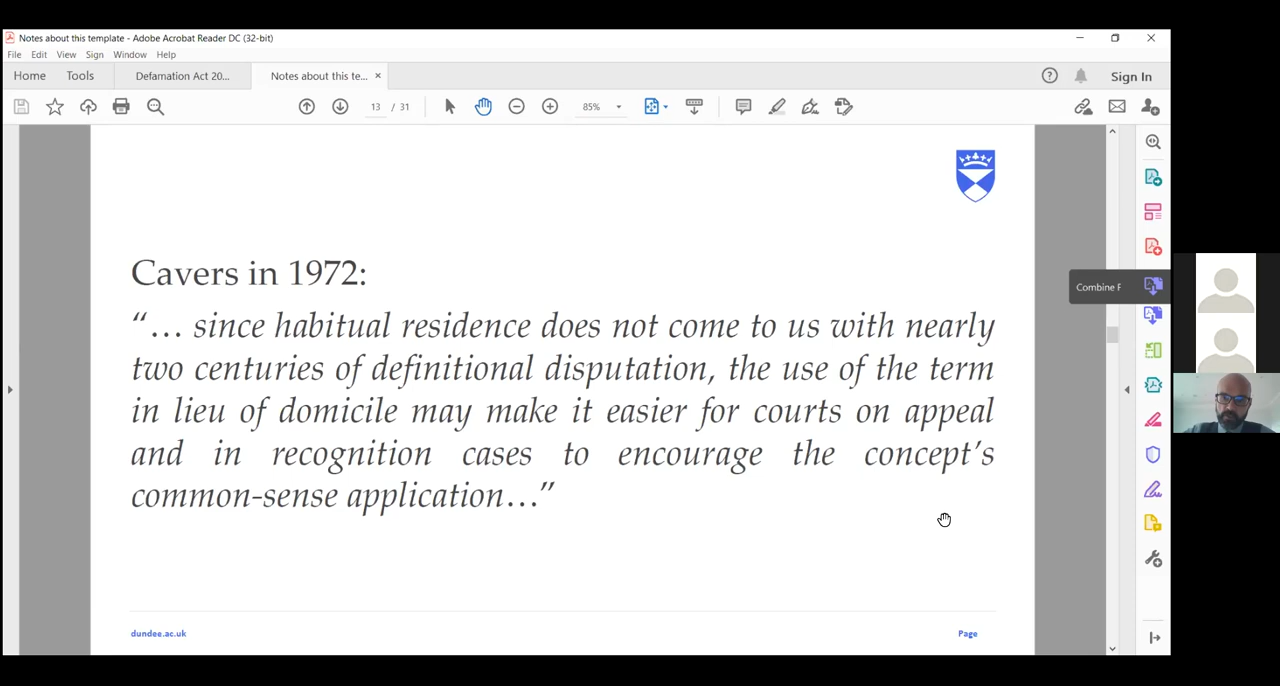 Notes about this template - Adobe Acrobat Reader DC (32-bit)
File Edit View Sign Window Help
Home Tools Defamation Act 20... Notes about this te... × Sign In
13 / 31 85%
Combine F
Cavers in 1972:
“… since habitual residence does not come to us with nearly
two centuries of definitional disputation, the use of the term
in lieu of domicile may make it easier for courts on appeal
and in recognition cases to encourage the concept’s
common-sense application…”
dundee.ac.uk Page